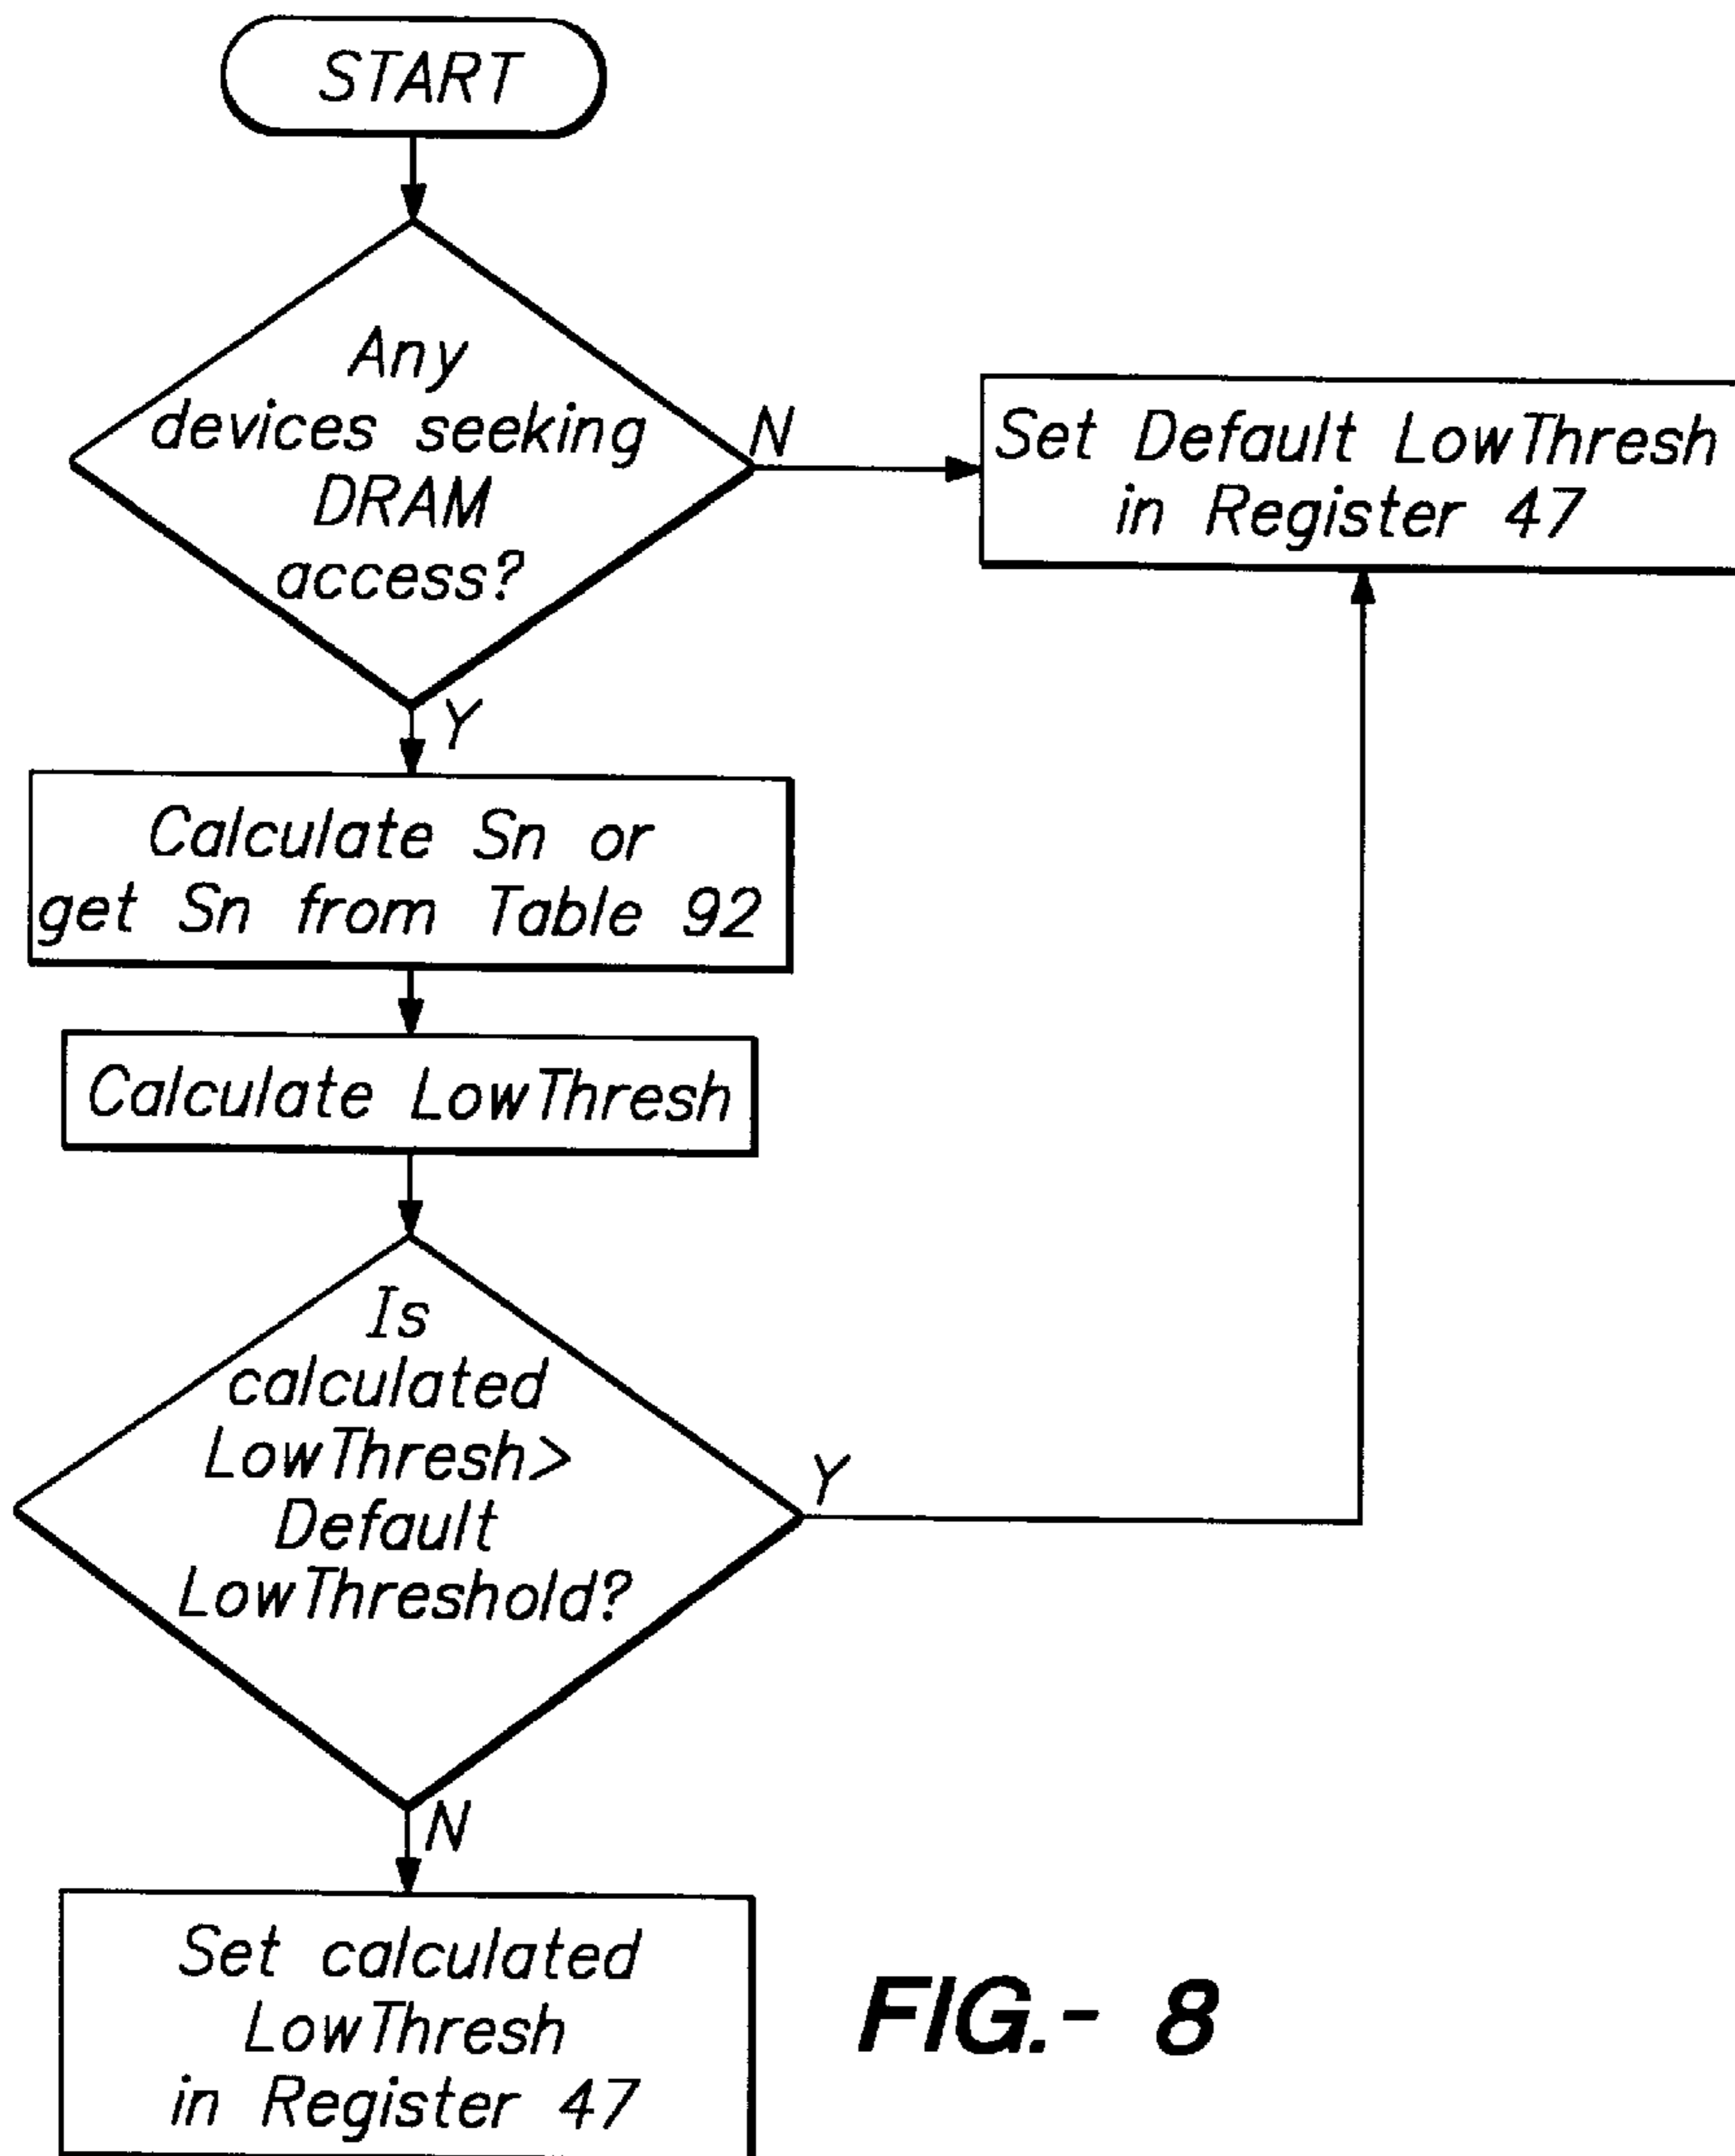 START
Any
devices seeking
DRAM
access?
N
Set Default LowThresh
in Register 47
Y
Calculate Sn or
get Sn from Table 92
Calculate LowThresh
Is
calculated
LowThresh>
Default
LowThreshold?
Y
N
Set calculated
LowThresh
in Register 47
FIG.- 8